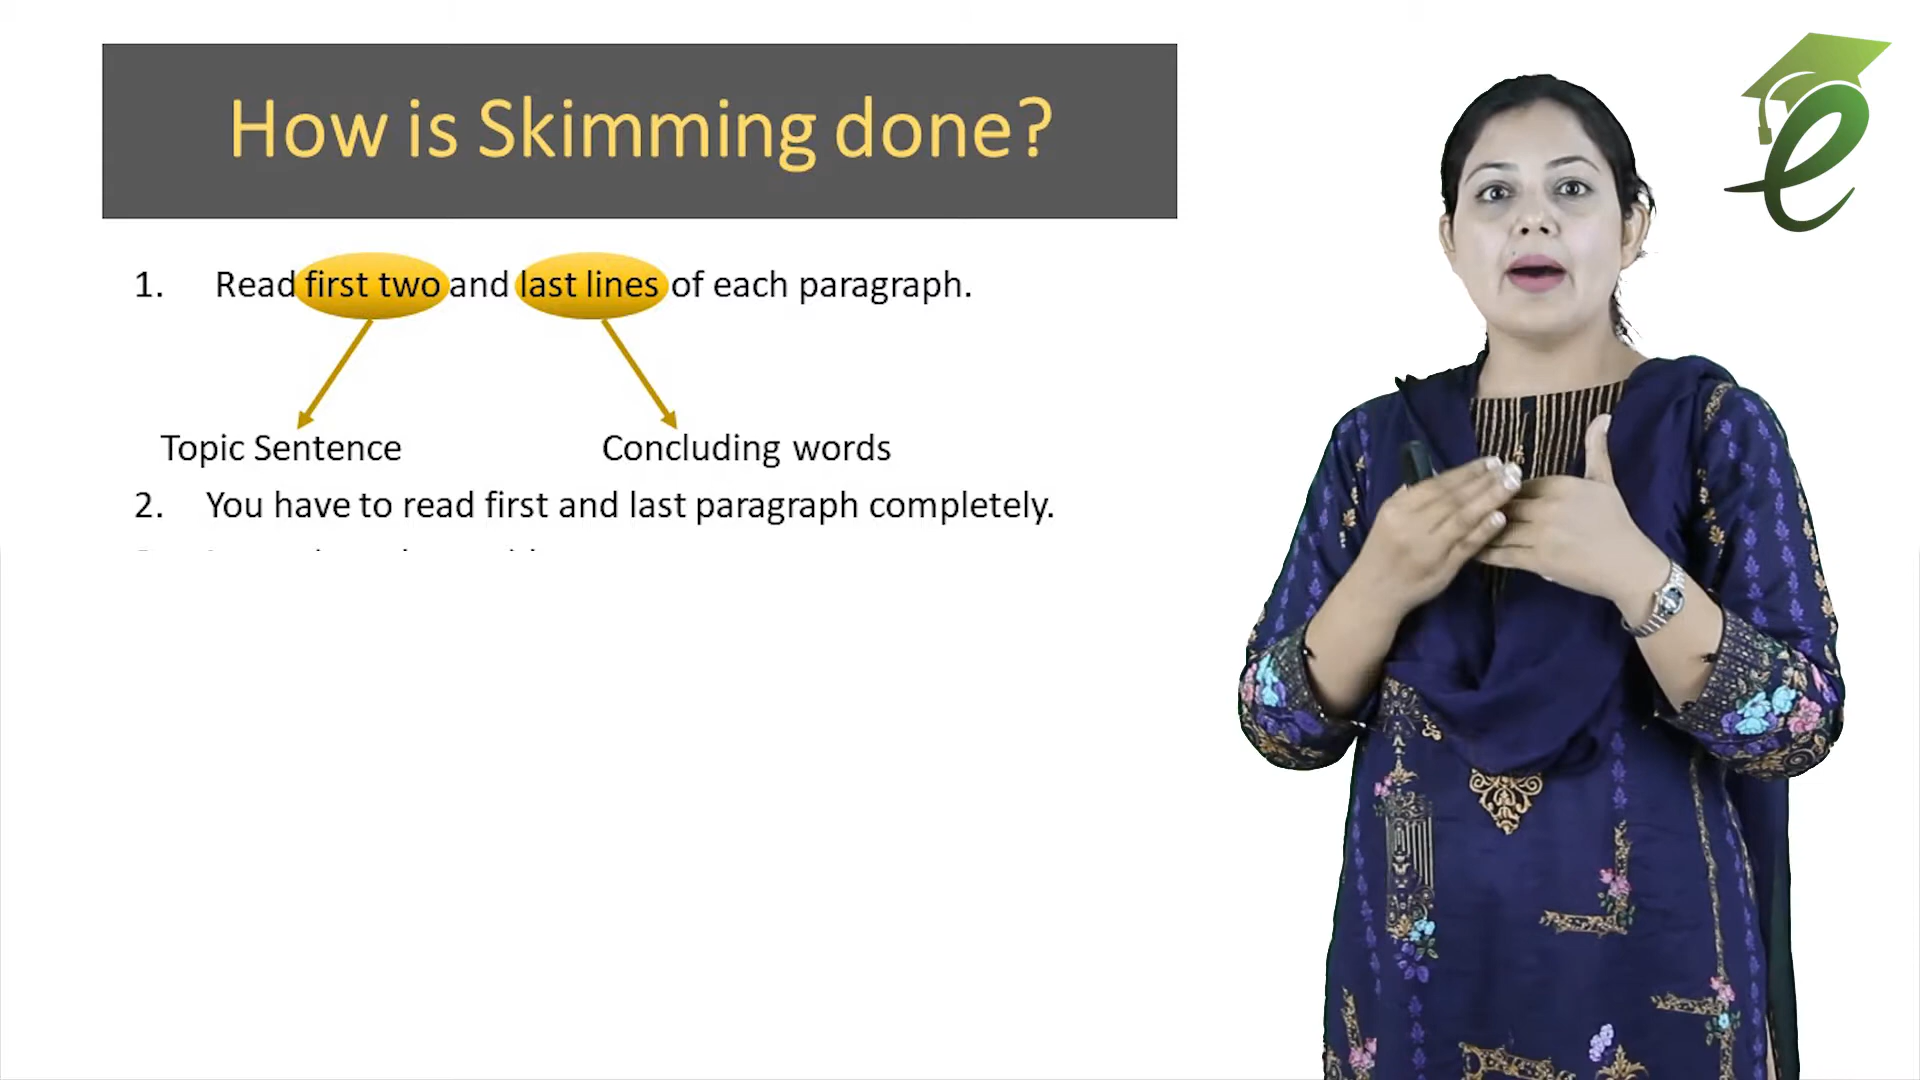 How is Skimming done?
1. Read first two and last lines of each paragraph.
Topic Sentence Concluding words
2. You have to read first and last paragraph completely.